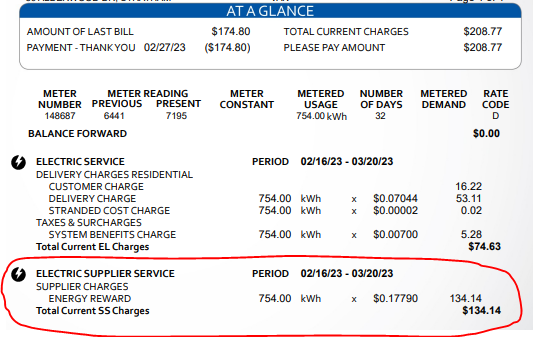 AT A GLANCE
AMOUNT OF LAST BILL $174.80 TOTAL CURRENT CHARGES $208.77
PAYMENT - THANK YOU 02/27/23 ($174.80) PLEASE PAY AMOUNT $208.77
METER METER READING METER METERED NUMBER METERED RATE
NUMBER PREVIOUS PRESENT CONSTANT USAGE OF DAYS DEMAND CODE
148687 6441 7195 754.00 kWh 32 D
BALANCE FORWARD $0.00
ELECTRIC SERVICE PERIOD 02/16/23 - 03/20/23
DELIVERY CHARGES RESIDENTIAL
CUSTOMER CHARGE 16.22
DELIVERY CHARGE 754.00 kWh x $0.07044 53.11
STRANDED COST CHARGE 754.00 kWh x $0.00002 0.02
TAXES & SURCHARGES
SYSTEM BENEFITS CHARGE 754.00 kWh x $0.00700 5.28
Total Current EL Charges $74.63
ELECTRIC SUPPLIER SERVICE PERIOD 02/16/23 - 03/20/23
SUPPLIER CHARGES
ENERGY REWARD 754.00 kWh x $0.17790 134.14
Total Current SS Charges $134.14